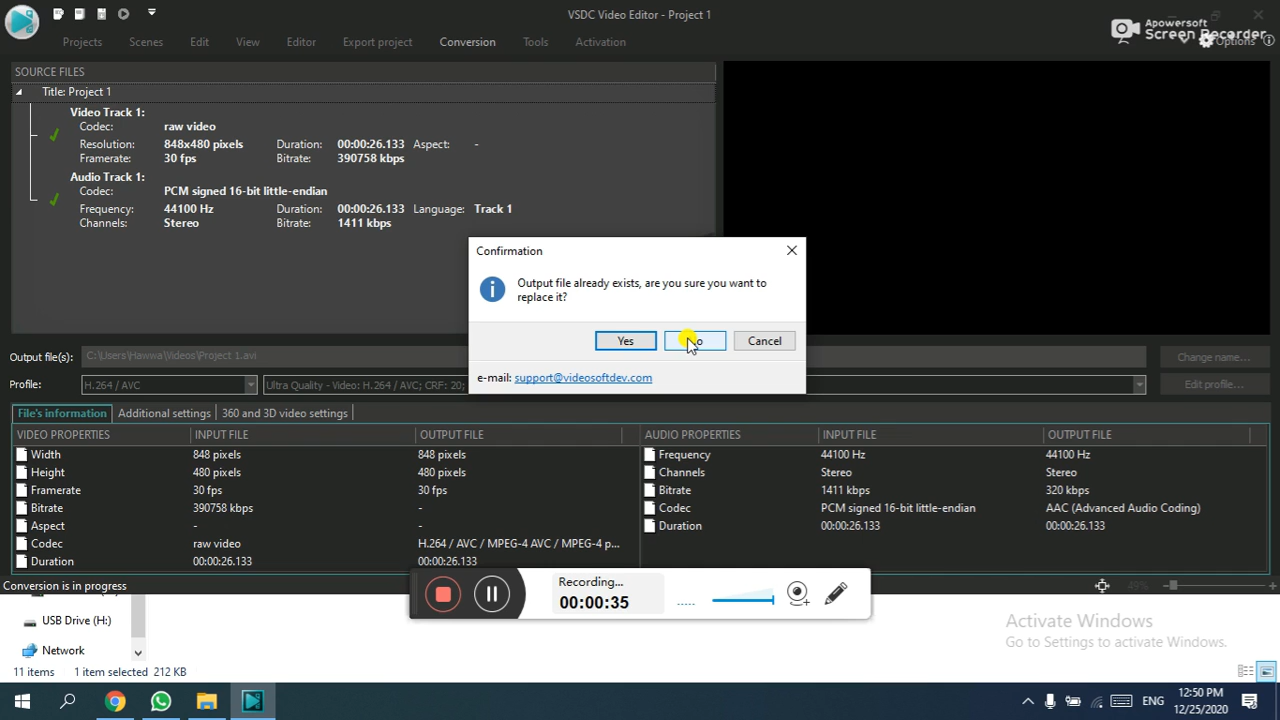 VSDC Video Editor - Project 1
Apowersoft
Screen Recorder
Projects Scenes Edit View Editor Export project Conversion Tools Activation
Options
SOURCE FILES
Title: Project 1
Video Track 1:
Codec: raw video
Resolution: 848x480 pixels Duration: 00:00:26.133 Aspect: -
Framerate: 30 fps Bitrate: 390758 kbps
Audio Track 1:
Codec: PCM signed 16-bit little-endian
Frequency: 44100 Hz Duration: 00:00:26.133 Language: Track 1
Channels: Stereo Bitrate: 1411 kbps
Confirmation
Output file already exists, are you sure you want to
replace it?
Yes Cancel
e-mail: support@videosoftdev.com
Output file(s): C:\Users\Hawwa\Videos\Project 1.avi Change name...
Profile: H.264 / AVC Ultra Quality - Video: H.264 / AVC; CRF: 20; Edit profile...
File's information Additional settings 360 and 3D video settings
VIDEO PROPERTIES INPUT FILE OUTPUT FILE AUDIO PROPERTIES INPUT FILE OUTPUT FILE
Width 848 pixels 848 pixels Frequency 44100 Hz 44100 Hz
Height 480 pixels 480 pixels Channels Stereo Stereo
Framerate 30 fps 30 fps Bitrate 1411 kbps 320 kbps
Bitrate 390758 kbps - Codec PCM signed 16-bit little-endian AAC (Advanced Audio Coding)
Aspect - - Duration 00:00:26.133 00:00:26.133
Codec raw video H.264 / AVC / MPEG-4 AVC / MPEG-4 p...
Duration 00:00:26.133 00:00:26.133
Conversion is in progress 49%
Recording...
00:00:35
USB Drive (H:)
Network
11 items 1 item selected 212 KB
Activate Windows
Go to Settings to activate Windows.
ENG
12:50 PM
12/25/2020